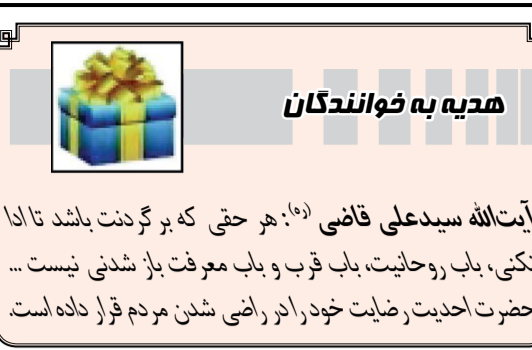 هدیه به خوانندگان
آیت‌الله سیدعلی قاضی (ره): هر حقی که بر گردنت باشد تا ادا
نکنی، باب روحانیت، باب قرب و باب معرفت باز شدنی نیست ...
حضرت احدیت رضایت خود را در راضی شدن مردم قرار داده است.